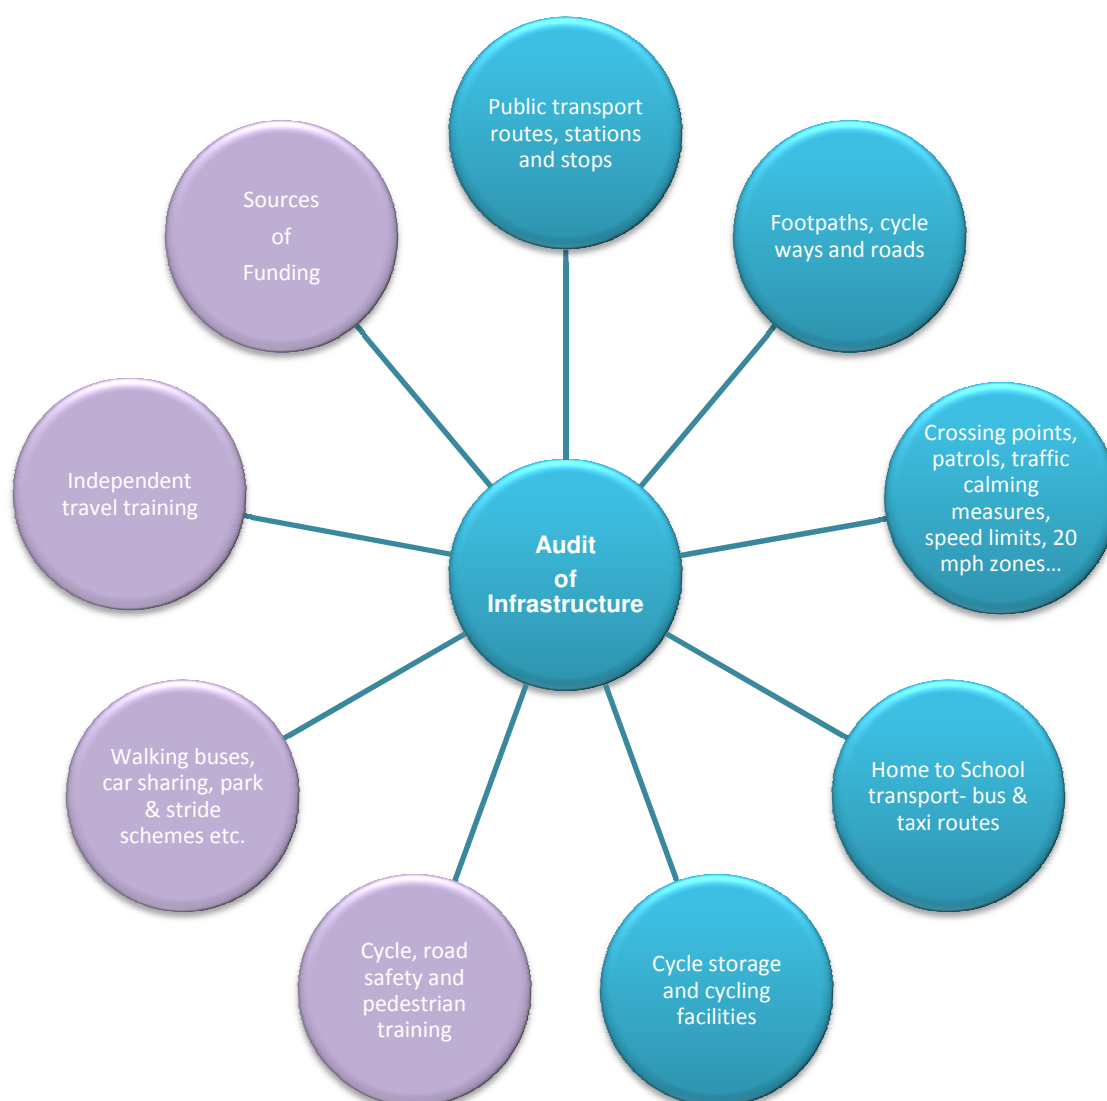 Public transport
routes, stations
and stops
Footpaths, cycle
ways and roads
Crossing points,
patrols, traffic
calming
measures,
speed limits, 20
mph zones…
Home to School
transport- bus &
taxi routes
Cycle storage
and cycling
facilities
Cycle, road
safety and
pedestrian
training
Walking buses,
car sharing, park
& stride
schemes etc.
Independent
travel training
Sources
of
Funding
Audit
of
Infrastructure